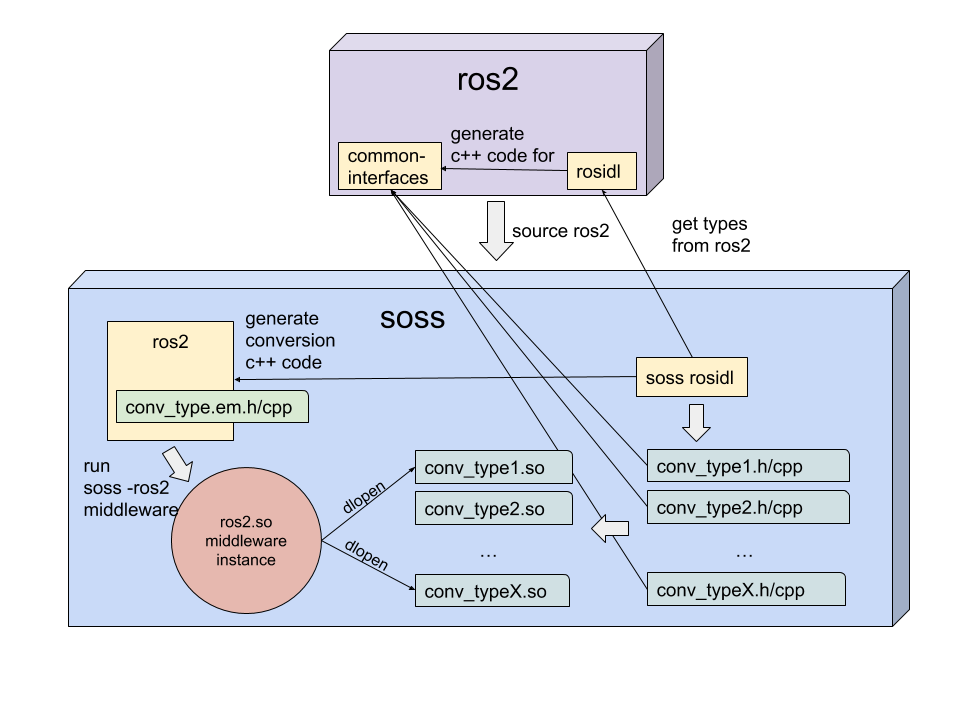 ros2
generate
c++ code for
common-
interfaces
rosidl
source ros2
get types
from ros2
soss
generate
conversion
c++ code
ros2
conv_type.em.h/cpp
soss rosidl
run
soss -ros2
middleware
ros2.so
middleware
instance
dlopen
dlopen
conv_type1.so
conv_type2.so
...
conv_typeX.so
conv_type1.h/cpp
conv_type2.h/cpp
...
conv_typeX.h/cpp